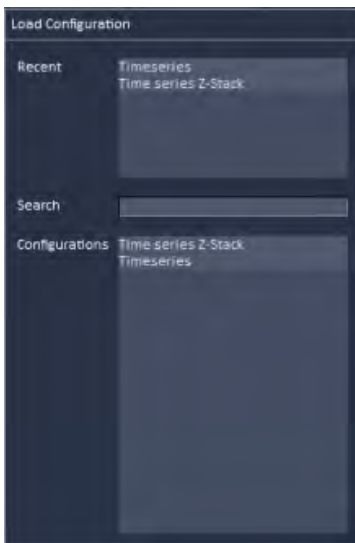 Load Configuration
Recent
Timeseries
Time series Z-Stack
Search
Configurations
Time series Z-Stack
Timeseries